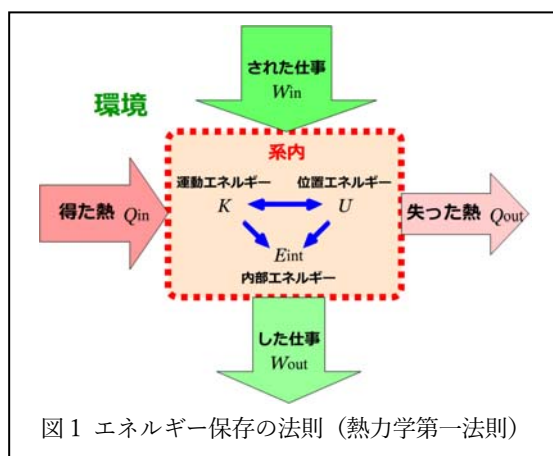 された仕事
Win
環境
系内
運動エネルギー 位置エネルギー
得た熱 Qin
K U
失った熱 Qout
Eint
内部エネルギー
した仕事
Wout
図1 エネルギー保存の法則（熱力学第一法則）